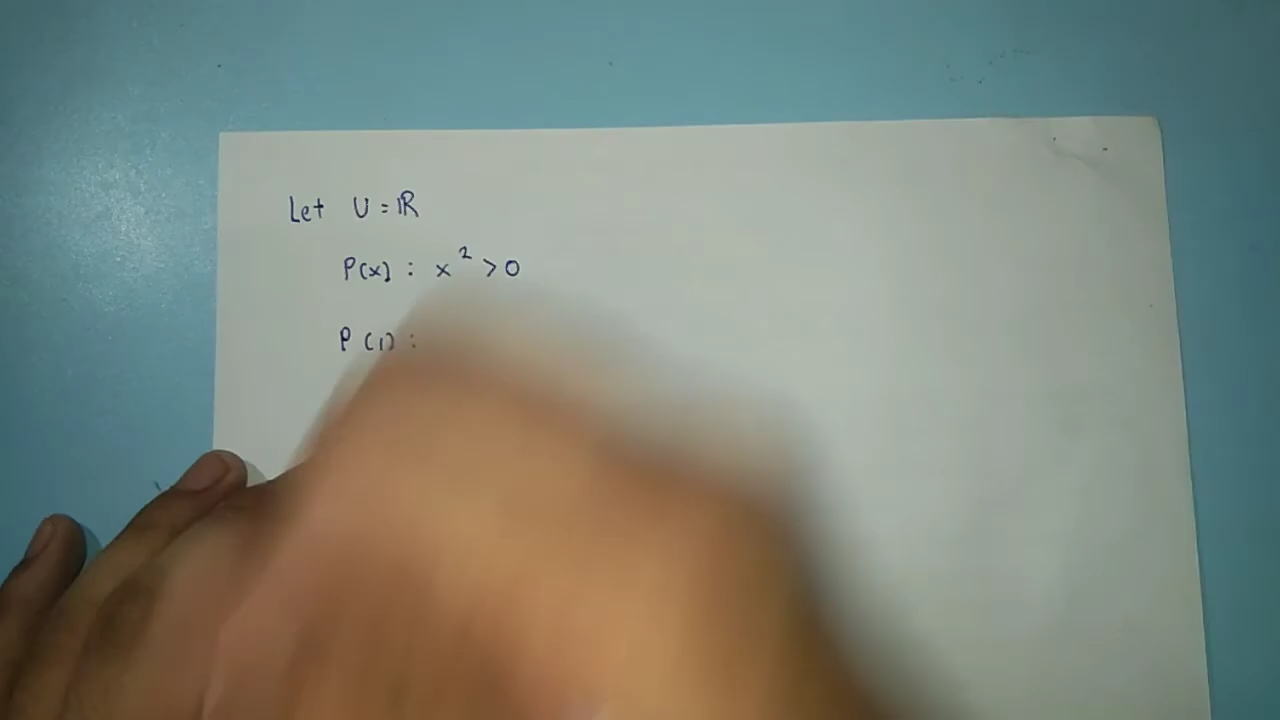 Let U = ℝ
P(x) : x² > 0
P(1) :